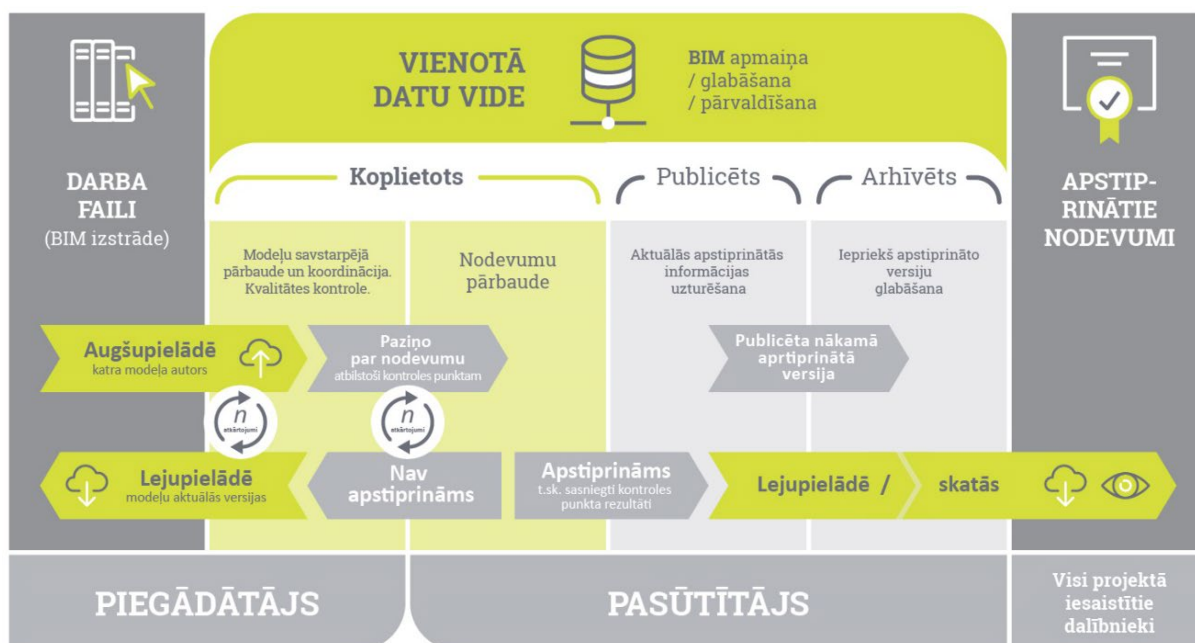 VIENOTĀ
DATU VIDE
BIM apmaiņa
/ glabāšana
/ pārvaldīšana
DARBA
FAILI
(BIM izstrāde)
Koplietots
Publicēts
Arhīvēts
APSTIP-
RINĀTIE
NODEVUMI
Modeļu savstarpējā
pārbaude un koordinācija.
Kvalitātes kontrole.
Nodevumu
pārbaude
Aktuālās apstiprinātās
informācijas
uzturēšana
Iepriekš apstiprināto
versiju
glabāšana
Augšupielādē
katra modeļa autors
Paziņo
par nodevumu
atbilstoši kontroles punktam
Publicēta nākamā
aprtiprinātā
versija
n
atkārtojumi
n
atkārtojumi
Lejupielādē
modeļu aktuālās versijas
Nav
apstiprināms
Apstiprināms
t.sk. sasniegti kontroles
punkta rezultāti
Lejupielādē /
skatās
PIEGĀDĀTĀJS
PASŪTĪTĀJS
Visi projektā
iesaistītie
dalībnieki